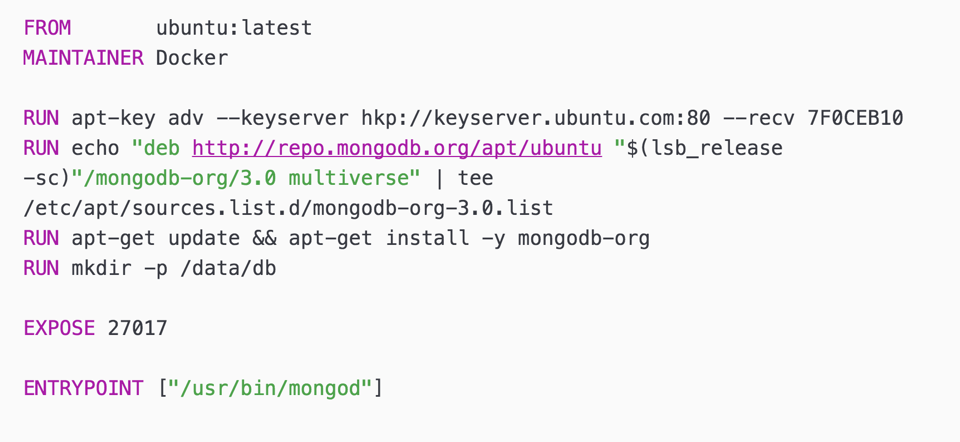 FROM       ubuntu:latest
MAINTAINER Docker

RUN apt-key adv --keyserver hkp://keyserver.ubuntu.com:80 --recv 7F0CEB10
RUN echo "deb http://repo.mongodb.org/apt/ubuntu "$(lsb_release
-sc)"/mongodb-org/3.0 multiverse" | tee
/etc/apt/sources.list.d/mongodb-org-3.0.list
RUN apt-get update && apt-get install -y mongodb-org
RUN mkdir -p /data/db

EXPOSE 27017

ENTRYPOINT ["/usr/bin/mongod"]